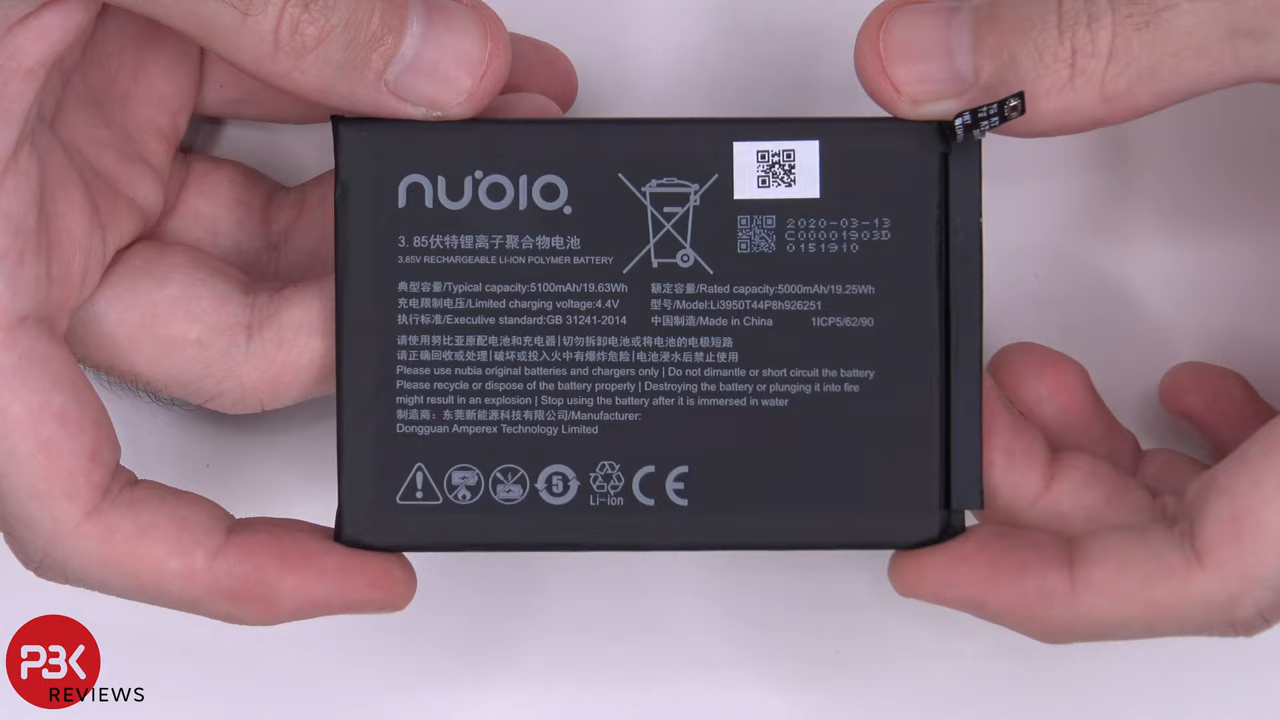 nubia
2020-03-13
C00001903D
0151910
3.85伏特锂离子聚合物电池
3.85V RECHARGEABLE LI-ION POLYMER BATTERY
典型容量/Typical capacity:5100mAh/19.63Wh
额定容量/Rated capacity:5000mAh/19.25Wh
充电限制电压/Limited charging voltage:4.4V
型号/Model:Li3950T44P8h926251
执行标准/Executive standard:GB 31241-2014
中国制造/Made in China 1ICP5/62/90
请使用努比亚原配电池和充电器|切勿拆卸电池或将电池的电极短路
请正确回收或处理|破坏或投入火中有爆炸危险|电池浸水后禁止使用
Please use nubia original batteries and chargers only | Do not dimantle or short circuit the battery
Please recycle or dispose of the battery properly | Destroying the battery or plunging it into fire
might result in an explosion | Stop using the battery after it is immersed in water
制造商：东莞新能源科技有限公司/Manufacturer:
Dongguan Amperex Technology Limited
5
Li-ion
CE
PBK
REVIEWS